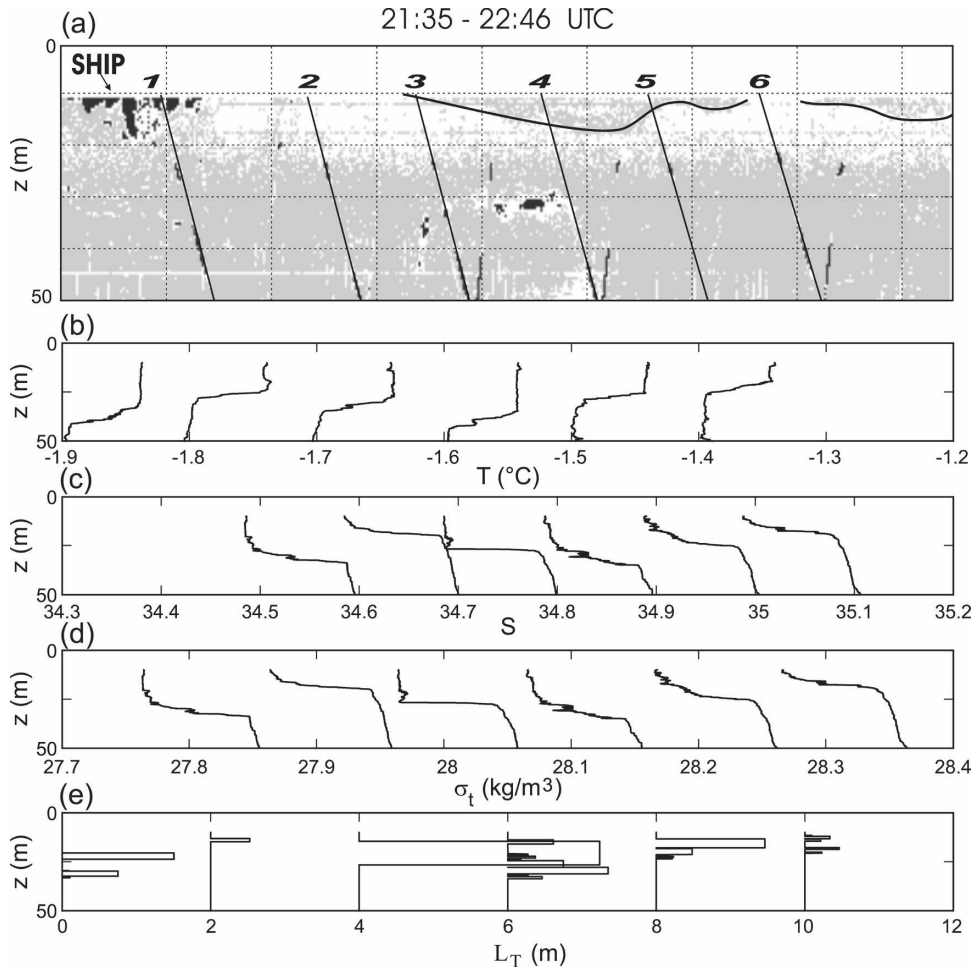 21:35 - 22:46 UTC
(a)
0
SHIP
1 2 3 4 5 6
z (m)
50
(b)
0
z (m)
50
-1.9 -1.8 -1.7 -1.6 -1.5 -1.4 -1.3 -1.2
T (°C)
(c)
0
z (m)
50
34.3 34.4 34.5 34.6 34.7 34.8 34.9 35 35.1 35.2
S
(d)
0
z (m)
50
27.7 27.8 27.9 28 28.1 28.2 28.3 28.4
σt (kg/m³)
(e)
0
z (m)
50
0 2 4 6 8 10 12
LT (m)